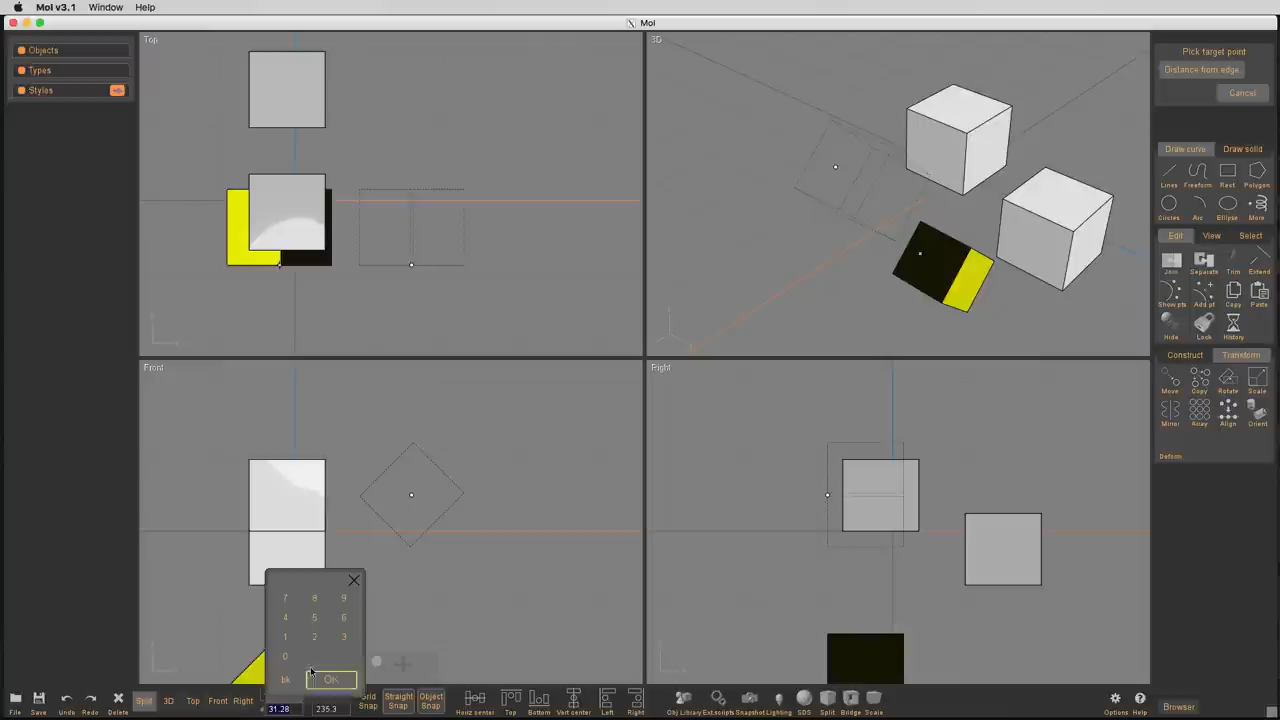 MoI v3.1 Window Help
MoI
Objects
Types
Styles
Top
3D
Front
Right
Pick target point
Distance from edge
Cancel
Draw curve Draw solid
Lines Freeform Rect Polygon
Circles Arc Ellipse More
Edit View Select
Join Separate Trim Extend
Show pts Add pt Copy Paste
Hide Lock History
Construct Transform
Move Copy Rotate Scale
Mirror Array Align Orient
Deform
7 8 9
4 5 6
1 2 3
0
bk OK
File Save Undo Redo Delete Split 3D Top Front Right
31.28 235.3
Snap
Straight Snap
Object Snap
Horiz center Top Bottom Vert center Left Right
Obj Library Ext.scripts Snapshot Lighting SDS Split Bridge Scale
Options Help Browser